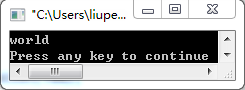 "C:\Users\liupe...
world
Press any key to continue